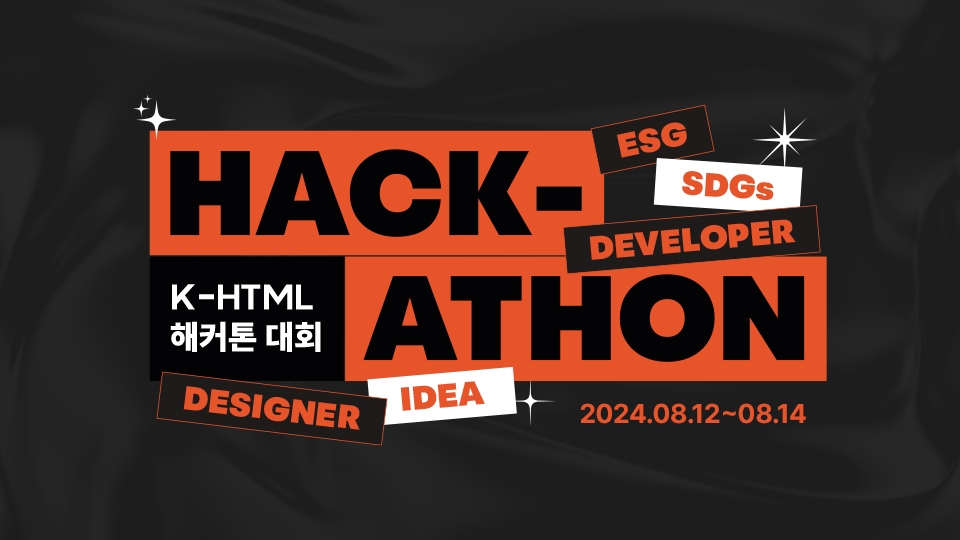 HACK-
ESG
SDGs
DEVELOPER
K-HTML
해커톤 대회
ATHON
DESIGNER
IDEA
2024.08.12~08.14